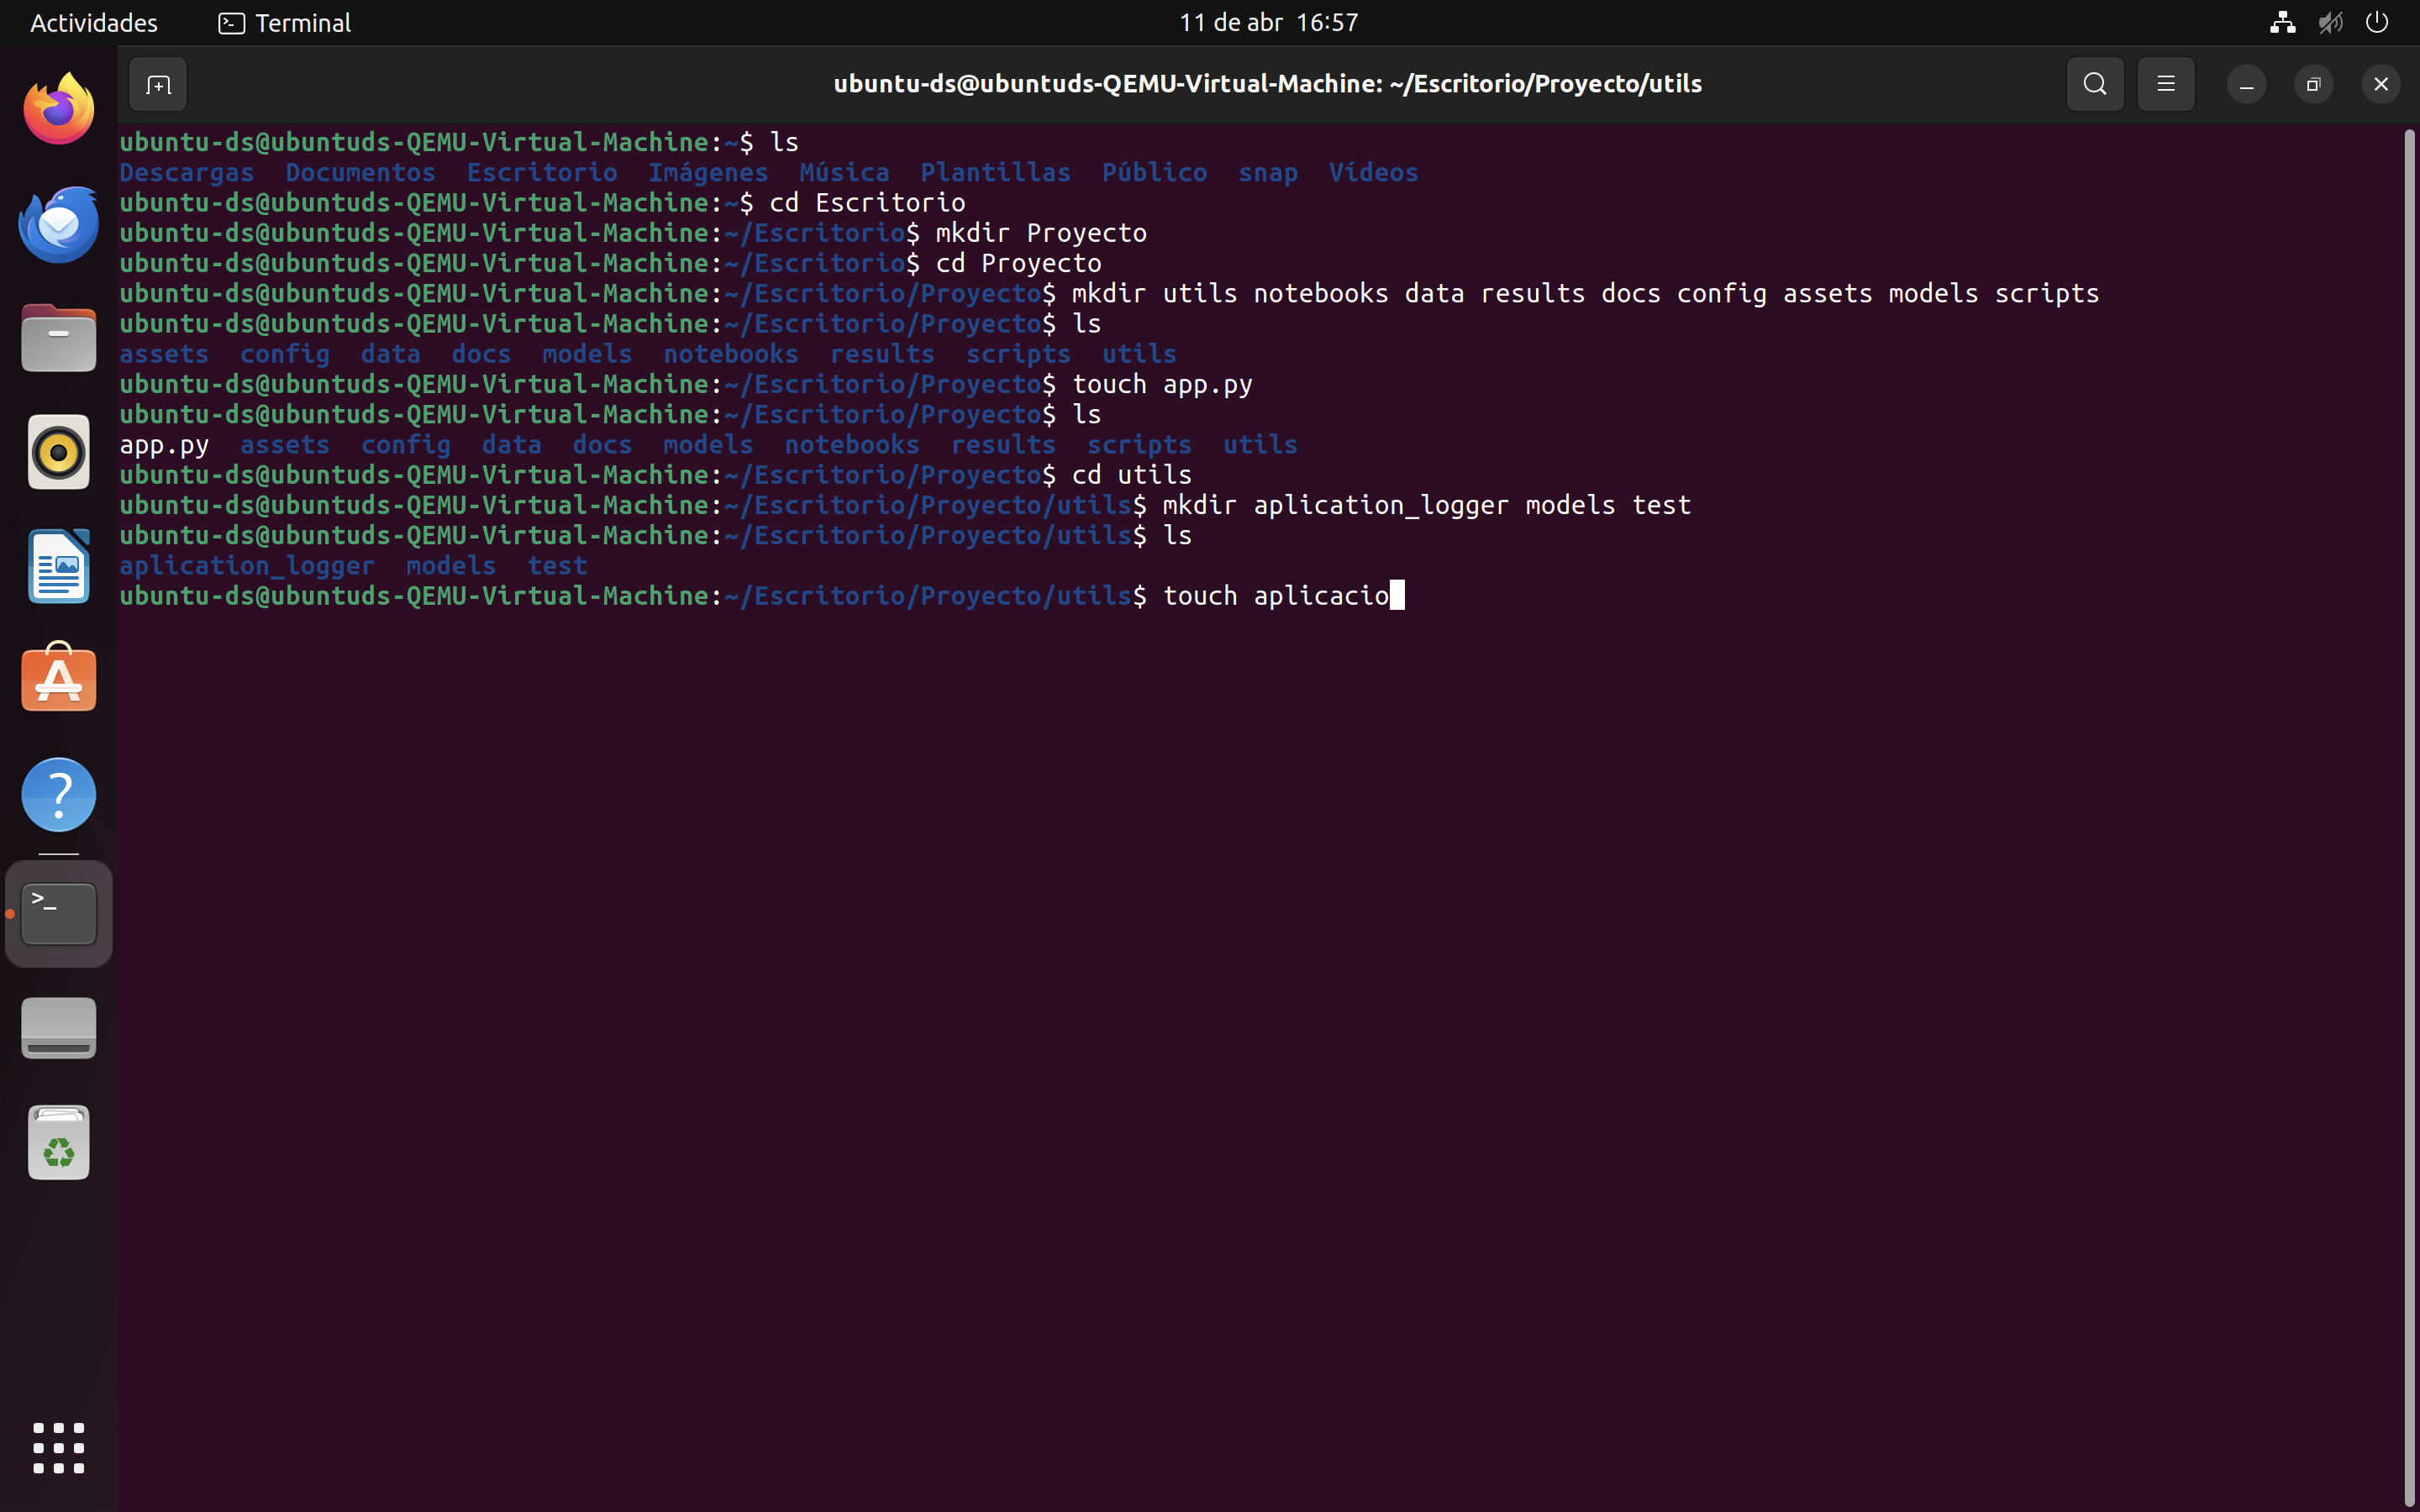 Actividades Terminal 11 de abr 16:57
ubuntu-ds@ubuntuds-QEMU-Virtual-Machine: ~/Escritorio/Proyecto/utils
ubuntu-ds@ubuntuds-QEMU-Virtual-Machine:~$ ls
Descargas Documentos Escritorio Imágenes Música Plantillas Público snap Vídeos
ubuntu-ds@ubuntuds-QEMU-Virtual-Machine:~$ cd Escritorio
ubuntu-ds@ubuntuds-QEMU-Virtual-Machine:~/Escritorio$ mkdir Proyecto
ubuntu-ds@ubuntuds-QEMU-Virtual-Machine:~/Escritorio$ cd Proyecto
ubuntu-ds@ubuntuds-QEMU-Virtual-Machine:~/Escritorio/Proyecto$ mkdir utils notebooks data results docs config assets models scripts
ubuntu-ds@ubuntuds-QEMU-Virtual-Machine:~/Escritorio/Proyecto$ ls
assets config data docs models notebooks results scripts utils
ubuntu-ds@ubuntuds-QEMU-Virtual-Machine:~/Escritorio/Proyecto$ touch app.py
ubuntu-ds@ubuntuds-QEMU-Virtual-Machine:~/Escritorio/Proyecto$ ls
app.py assets config data docs models notebooks results scripts utils
ubuntu-ds@ubuntuds-QEMU-Virtual-Machine:~/Escritorio/Proyecto$ cd utils
ubuntu-ds@ubuntuds-QEMU-Virtual-Machine:~/Escritorio/Proyecto/utils$ mkdir aplication_logger models test
ubuntu-ds@ubuntuds-QEMU-Virtual-Machine:~/Escritorio/Proyecto/utils$ ls
aplication_logger models test
ubuntu-ds@ubuntuds-QEMU-Virtual-Machine:~/Escritorio/Proyecto/utils$ touch aplicacio